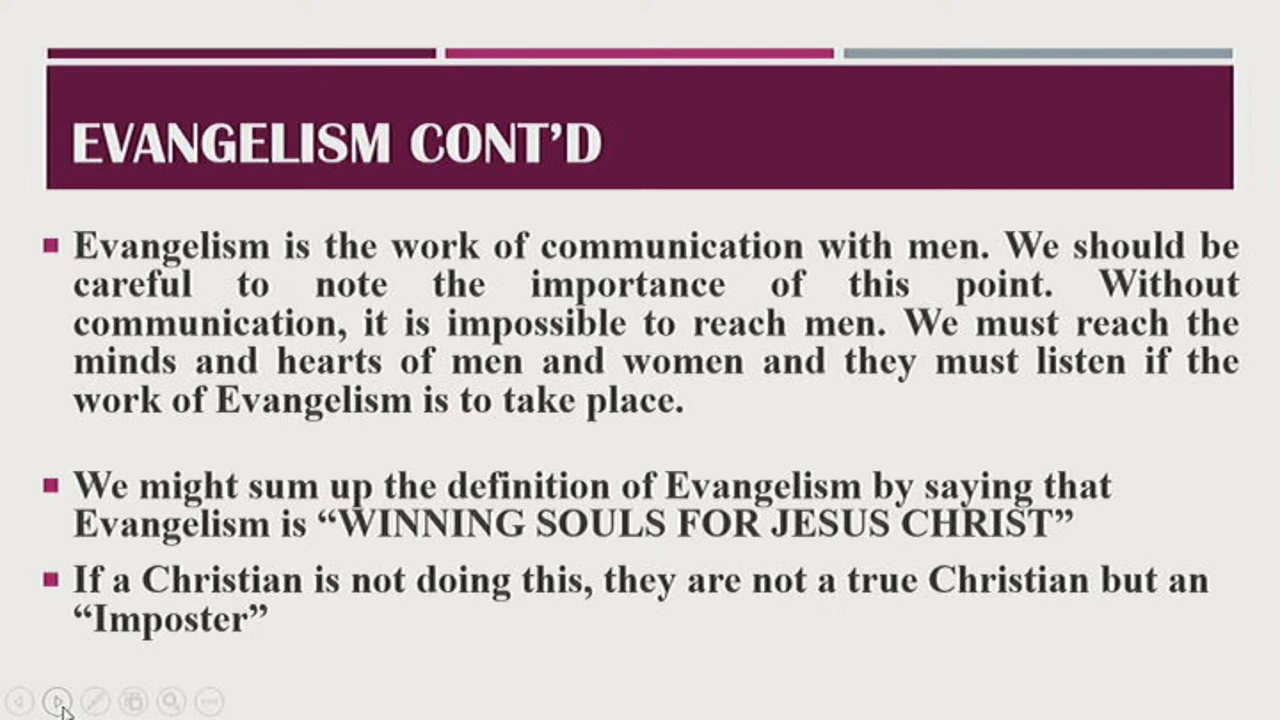 EVANGELISM CONT’D
Evangelism is the work of communication with men. We should be
careful to note the importance of this point. Without
communication, it is impossible to reach men. We must reach the
minds and hearts of men and women and they must listen if the
work of Evangelism is to take place.
We might sum up the definition of Evangelism by saying that
Evangelism is “WINNING SOULS FOR JESUS CHRIST”
If a Christian is not doing this, they are not a true Christian but an
“Imposter”